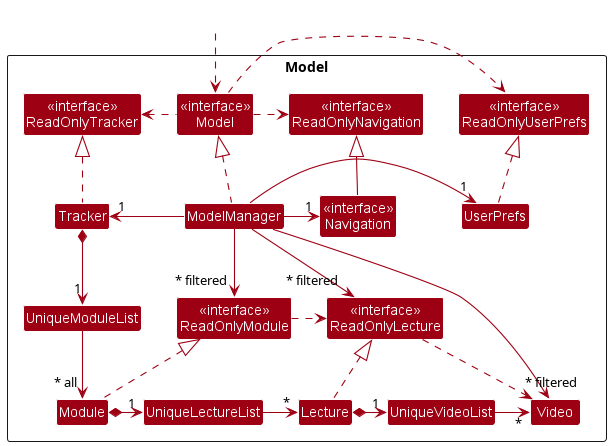 Model
«interface»
ReadOnlyTracker
«interface»
Model
«interface»
ReadOnlyNavigation
«interface»
ReadOnlyUserPrefs
Tracker
1
ModelManager
1
«interface»
Navigation
1
UserPrefs
1
* filtered
* filtered
UniqueModuleList
«interface»
ReadOnlyModule
«interface»
ReadOnlyLecture
* all
* filtered
Module
1
UniqueLectureList
*
Lecture
1
UniqueVideoList
*
Video